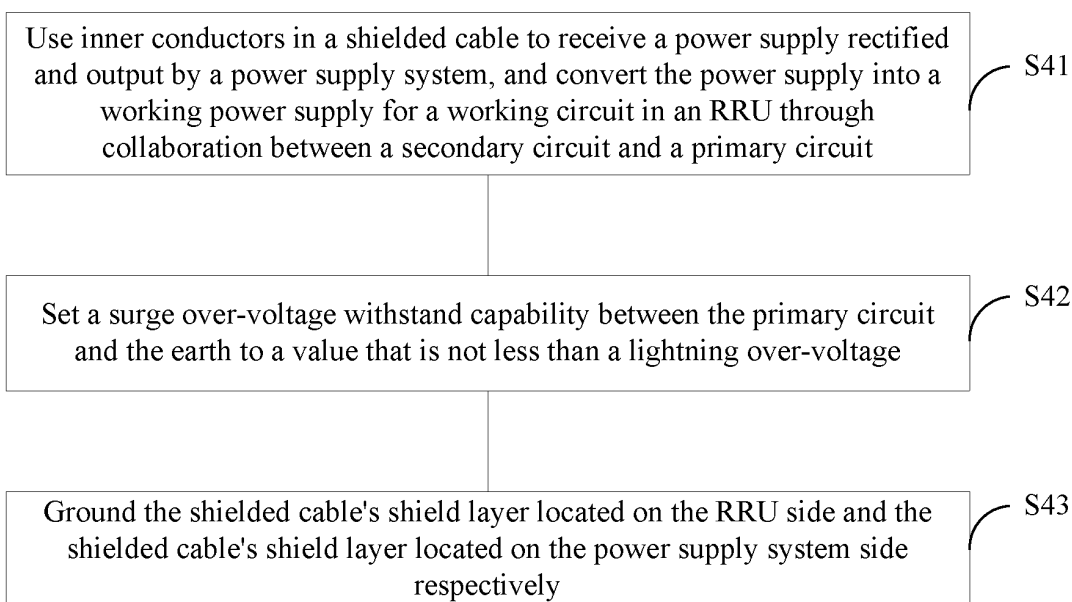 Use inner conductors in a shielded cable to receive a power supply rectified
and output by a power supply system, and convert the power supply into a
working power supply for a working circuit in an RRU through
collaboration between a secondary circuit and a primary circuit
S41
Set a surge over-voltage withstand capability between the primary circuit
and the earth to a value that is not less than a lightning over-voltage
S42
Ground the shielded cable's shield layer located on the RRU side and the
shielded cable's shield layer located on the power supply system side
respectively
S43